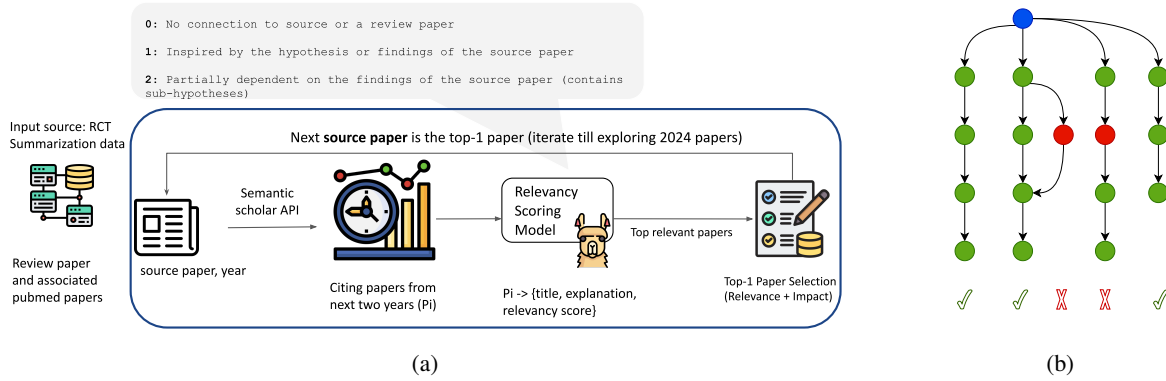 0: No connection to source or a review paper
1: Inspired by the hypothesis or findings of the source paper
2: Partially dependent on the findings of the source paper (contains
sub-hypotheses)
Input source: RCT
Summarization data
Next source paper is the top-1 paper (iterate till exploring 2024 papers)
Semantic
scholar API
Relevancy
Scoring
Model
Top relevant papers
source paper, year
Review paper
and associated
pubmed papers
Citing papers from
next two years (Pi)
Pi -> {title, explanation,
relevancy score}
Top-1 Paper Selection
(Relevance + Impact)
✓ ✓ X X ✓
(a)
(b)